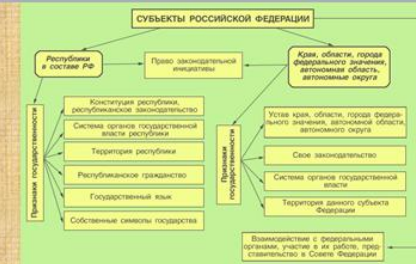 СУБЪЕКТЫ РОССИЙСКОЙ ФЕДЕРАЦИИ
Республики
в составе РФ
Право законодательной
инициативы
Края, области, города
федерального значения,
автономная область,
автономные округа
Признаки государственности
Конституция республики,
республиканское законодательство
Система органов государственной
власти республики
Территория республики
Республиканское гражданство
Государственный язык
Собственные символы государства
Признаки
государственности
Устав края, области, города федера-
льного значения, автономной области,
автономного округа
Свое законодательство
Система органов государственной
власти
Территория данного субъекта
Федерации
Взаимодействие с федеральными
органами, участие в их работе, пред-
ставительство в Совете Федерации